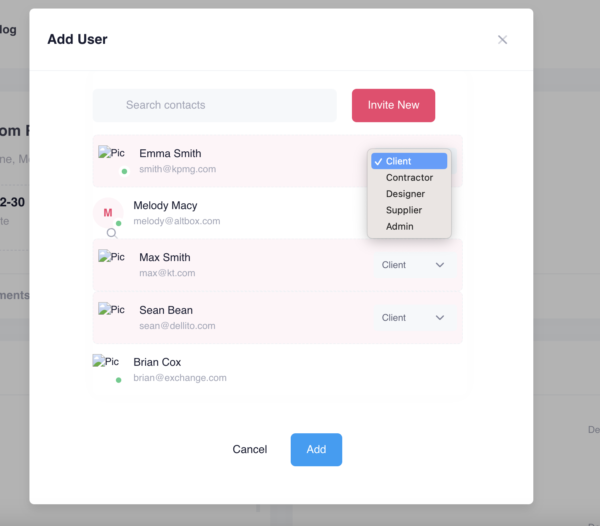 log
Add User
Search contacts
Invite New
om F
ne, M
2-30
te
ments
Pic
Emma Smith
smith@kpmg.com
✓ Client
Contractor
Designer
Supplier
Admin
M
Melody Macy
melody@altbox.com
Pic
Max Smith
max@kt.com
Client
Pic
Sean Bean
sean@dellito.com
Client
Pic
Brian Cox
brian@exchange.com
Cancel
Add
De